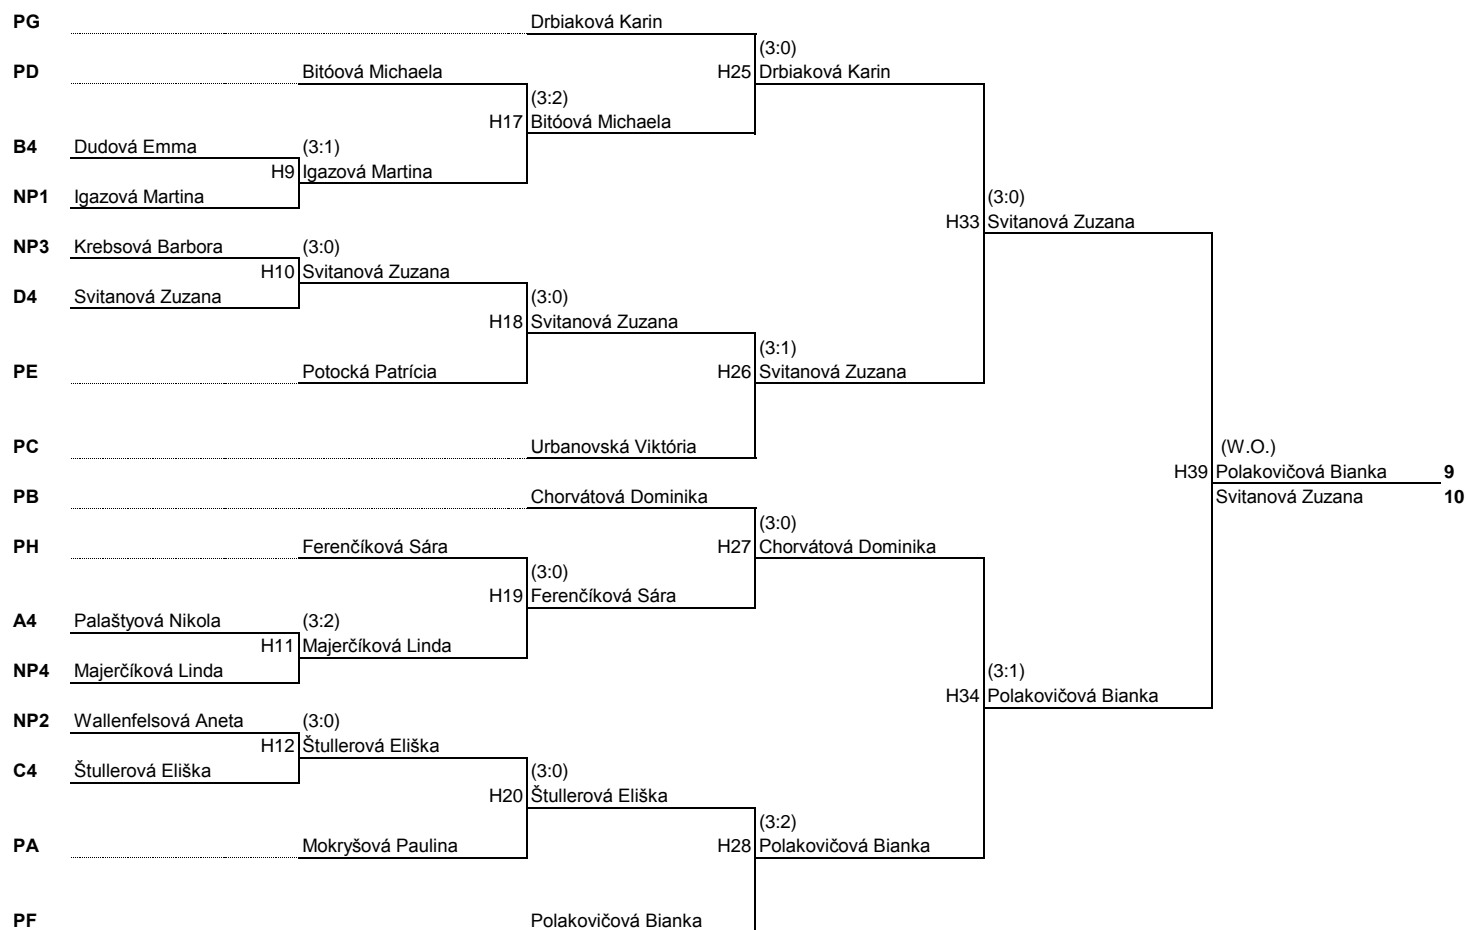 PG Drbiaková Karin
(3:0)
PD Bitóová Michaela H25 Drbiaková Karin
(3:2)
H17 Bitóová Michaela
B4 Dudová Emma (3:1)
H9 Igazová Martina
NP1 Igazová Martina (3:0)
H33 Svitanová Zuzana
NP3 Krebsová Barbora (3:0)
H10 Svitanová Zuzana
D4 Svitanová Zuzana (3:0)
H18 Svitanová Zuzana
(3:1)
PE Potocká Patrícia H26 Svitanová Zuzana
PC Urbanovská Viktória (W.O.)
H39 Polakovičová Bianka 9
PB Chorvátová Dominika Svitanová Zuzana 10
(3:0)
PH Ferenčíková Sára H27 Chorvátová Dominika
(3:0)
H19 Ferenčíková Sára
A4 Palaštyová Nikola (3:2)
H11 Majerčíková Linda
NP4 Majerčíková Linda (3:1)
H34 Polakovičová Bianka
NP2 Wallenfelsová Aneta (3:0)
H12 Štullerová Eliška
C4 Štullerová Eliška (3:0)
H20 Štullerová Eliška
(3:2)
PA Mokryšová Paulina H28 Polakovičová Bianka
PF Polakovičová Bianka